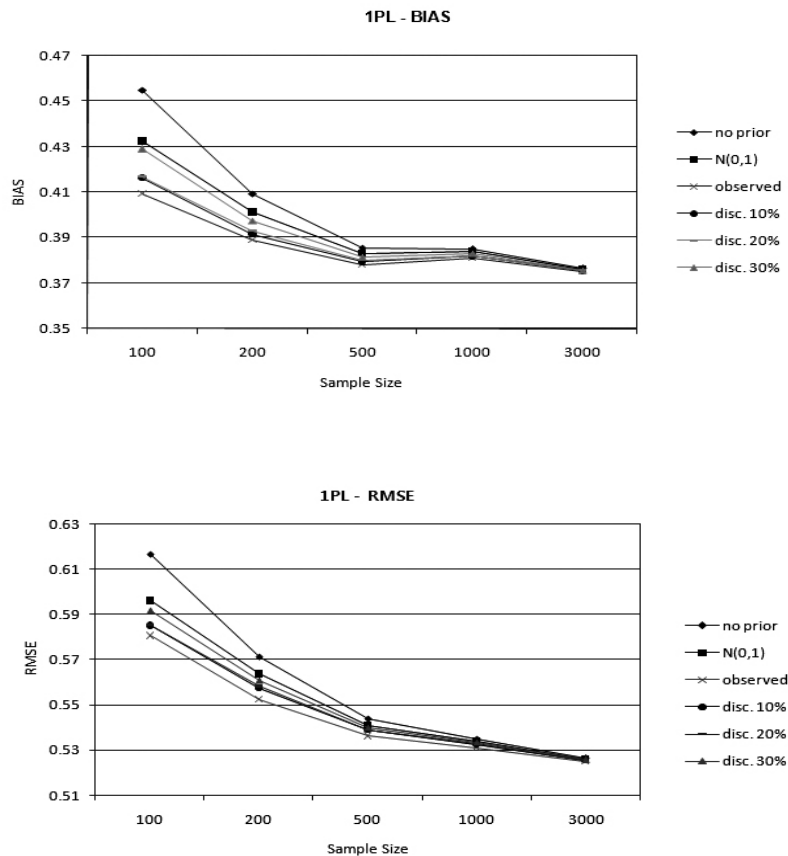 1PL - BIAS
0.47
0.45
0.43
0.41
0.39
0.37
0.35
BIAS
100 200 500 1000 3000
Sample Size
no prior
N(0,1)
observed
disc. 10%
disc. 20%
disc. 30%
1PL - RMSE
0.63
0.61
0.59
0.57
0.55
0.53
0.51
RMSE
100 200 500 1000 3000
Sample Size
no prior
N(0,1)
observed
disc. 10%
disc. 20%
disc. 30%